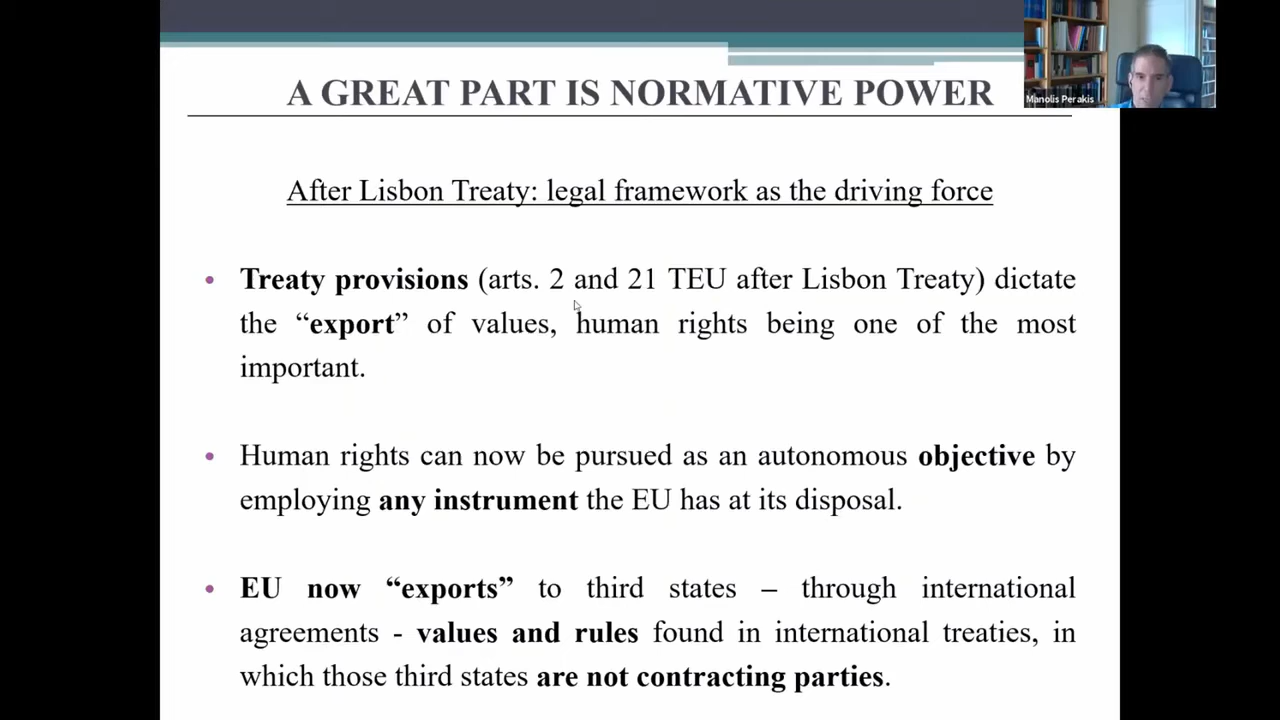 A GREAT PART IS NORMATIVE POWER
Manolis Perakis
After Lisbon Treaty: legal framework as the driving force
• Treaty provisions (arts. 2 and 21 TEU after Lisbon Treaty) dictate
the “export” of values, human rights being one of the most
important.
• Human rights can now be pursued as an autonomous objective by
employing any instrument the EU has at its disposal.
• EU now “exports” to third states – through international
agreements - values and rules found in international treaties, in
which those third states are not contracting parties.